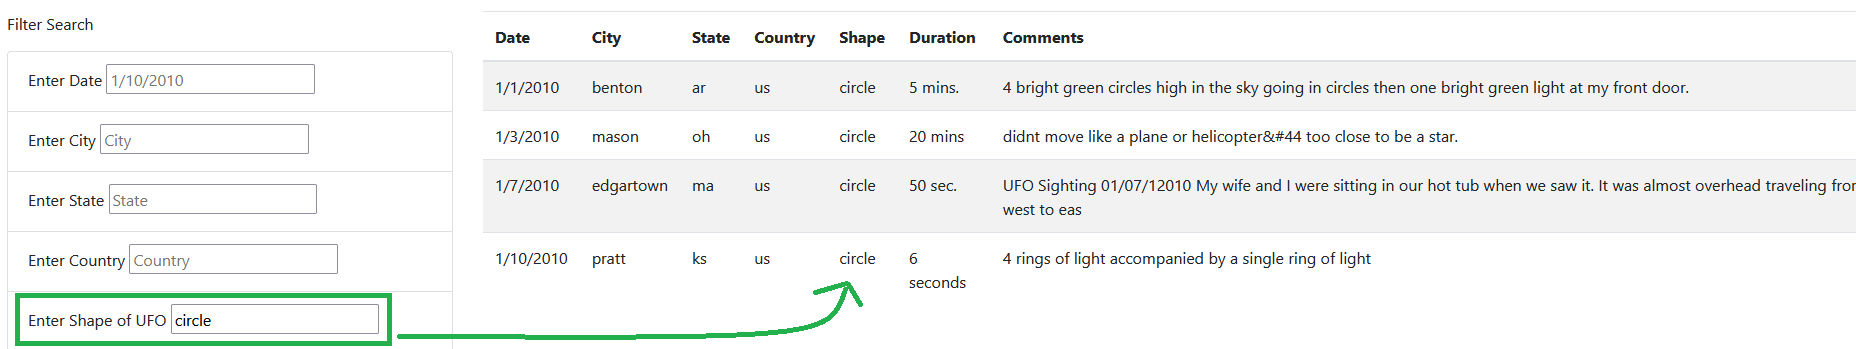 Filter Search
Enter Date 1/10/2010
Enter City City
Enter State State
Enter Country Country
Enter Shape of UFO circle
Date City State Country Shape Duration Comments
1/1/2010 benton ar us circle 5 mins. 4 bright green circles high in the sky going in circles then one bright green light at my front door.
1/3/2010 mason oh us circle 20 mins didnt move like a plane or helicopter&#44 too close to be a star.
1/7/2010 edgartown ma us circle 50 sec. UFO Sighting 01/07/12010 My wife and I were sitting in our hot tub when we saw it. It was almost overhead traveling from
west to eas
1/10/2010 pratt ks us circle 6 4 rings of light accompanied by a single ring of light
seconds